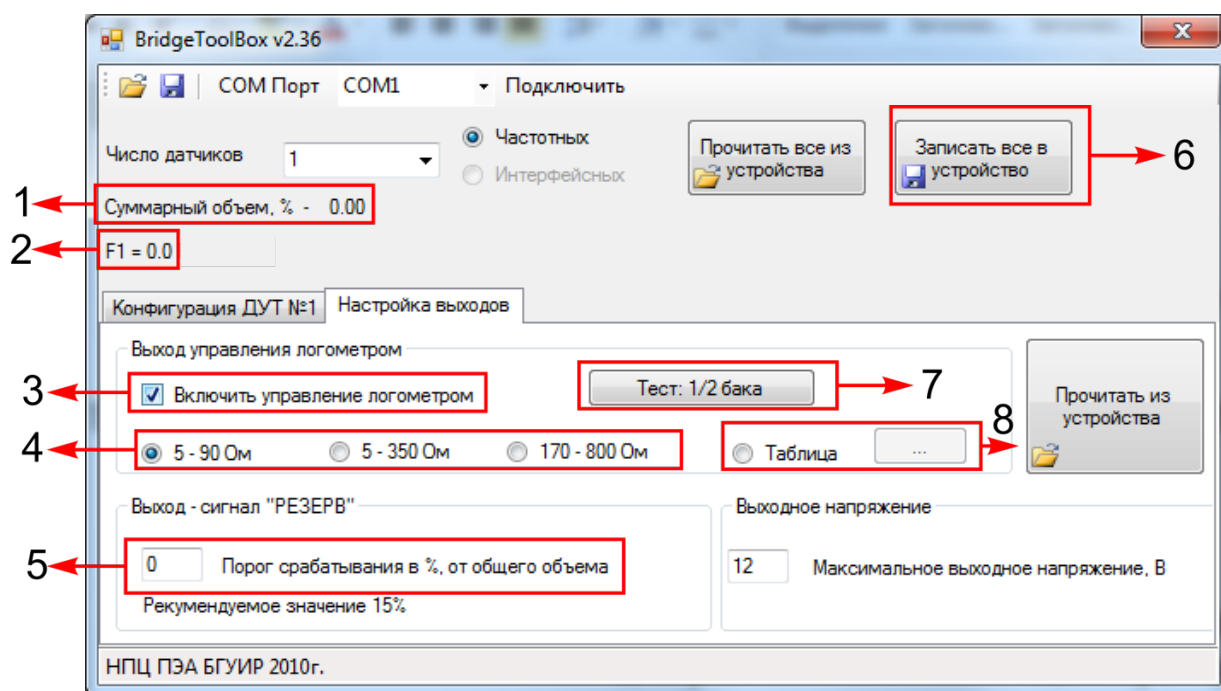 BridgeToolBox v2.36
COM Порт COM1 Подключить
Число датчиков 1
Частотных
Интерфейсных
Прочитать все из
устройства
Записать все в
устройство
6
1
Суммарный объем, % - 0.00
2
F1 = 0.0
Конфигурация ДУТ №1 Настройка выходов
Выход управления логометром
3
Включить управление логометром
Тест: 1/2 бака
7
4
5 - 90 Ом 5 - 350 Ом 170 - 800 Ом
Таблица ...
8
Прочитать из
устройства
Выход - сигнал "РЕЗЕРВ"
5
0 Порог срабатывания в %, от общего объема
Рекомендуемое значение 15%
Выходное напряжение
12 Максимальное выходное напряжение, В
НПЦ ПЭА БГУИР 2010г.